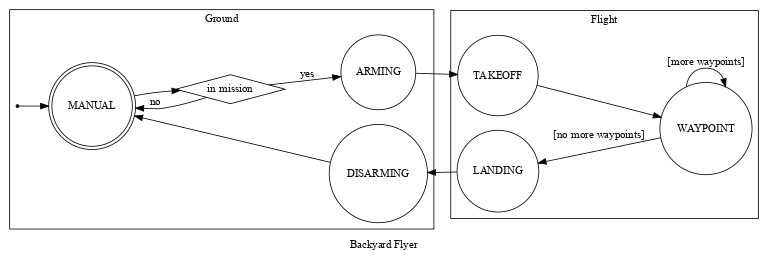 Ground
Flight
MANUAL
in mission
yes
no
ARMING
DISARMING
TAKEOFF
LANDING
[more waypoints]
WAYPOINT
[no more waypoints]
Backyard Flyer